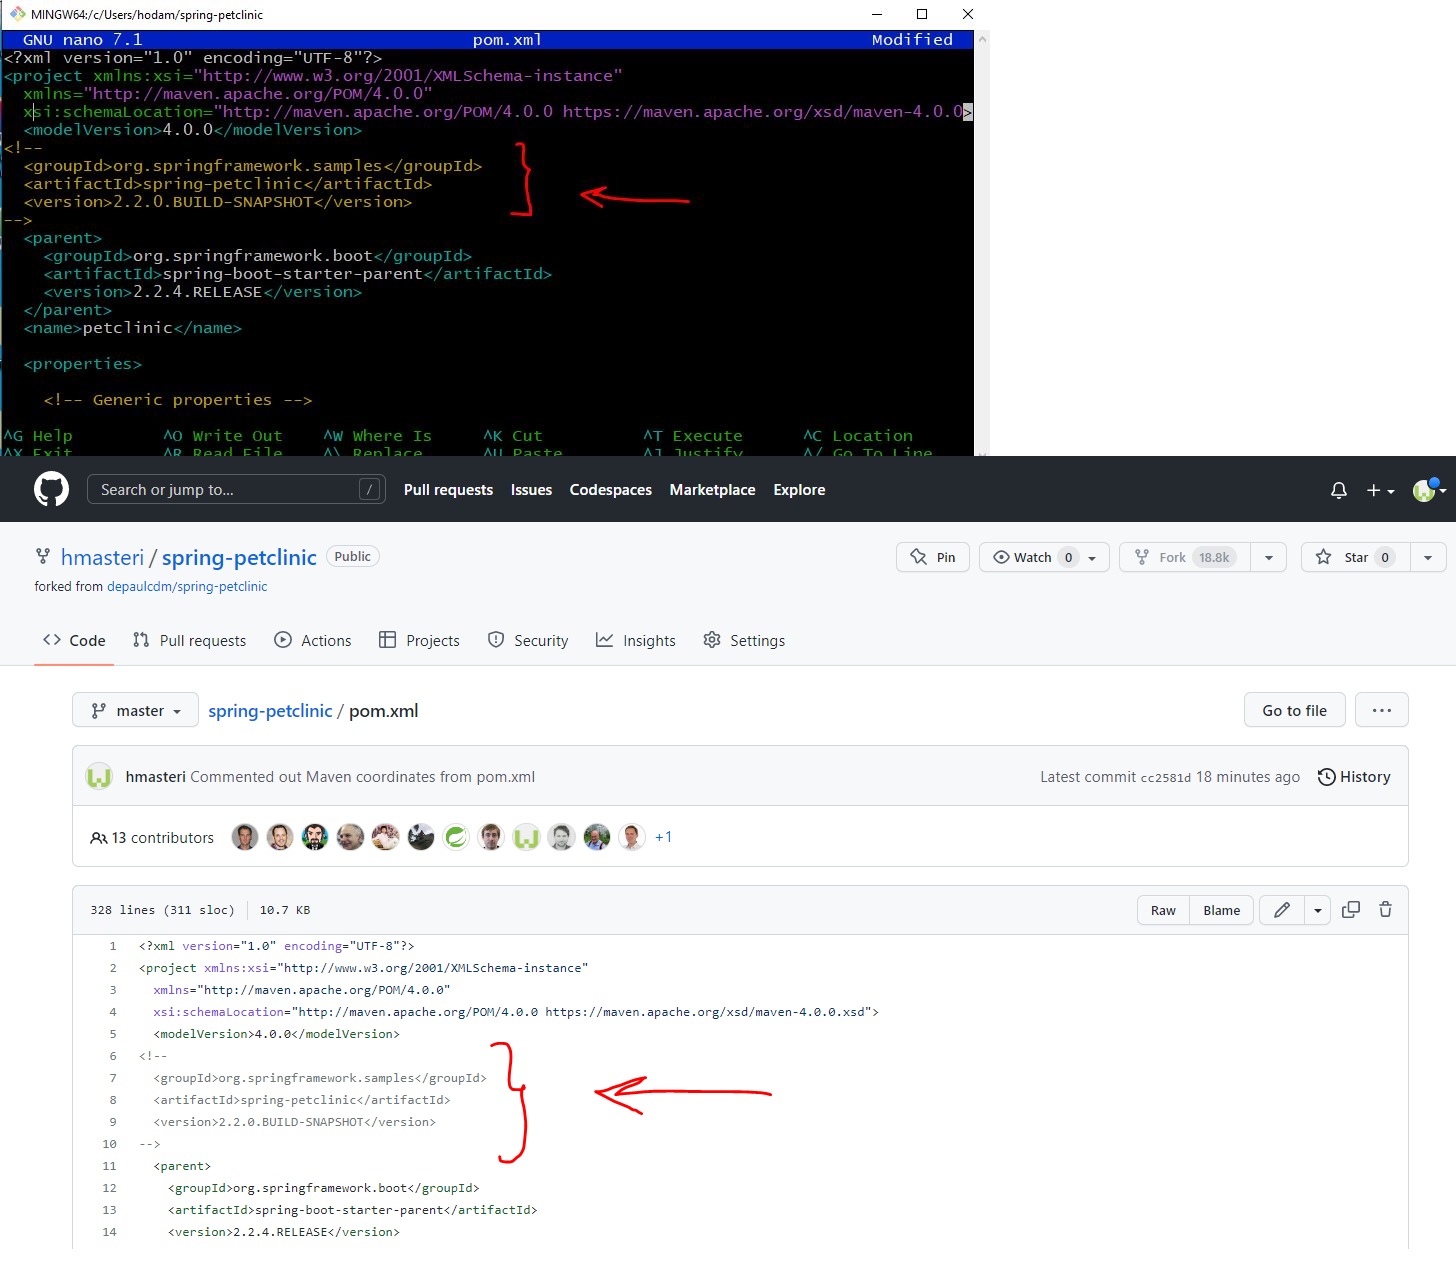 MINGW64:/c/Users/hodam/spring-petclinic
GNU nano 7.1 pom.xml Modified
<?xml version="1.0" encoding="UTF-8"?>
<project xmlns:xsi="http://www.w3.org/2001/XMLSchema-instance"
xmlns="http://maven.apache.org/POM/4.0.0"
xsi:schemaLocation="http://maven.apache.org/POM/4.0.0 https://maven.apache.org/xsd/maven-4.0.0>
<modelVersion>4.0.0</modelVersion>
<!--
<groupId>org.springframework.samples</groupId>
<artifactId>spring-petclinic</artifactId>
<version>2.2.0.BUILD-SNAPSHOT</version>
-->
<parent>
<groupId>org.springframework.boot</groupId>
<artifactId>spring-boot-starter-parent</artifactId>
<version>2.2.4.RELEASE</version>
</parent>
<name>petclinic</name>
<properties>
<!-- Generic properties -->
^G Help ^O Write Out ^W Where Is ^K Cut ^T Execute ^C Location
^X Exit ^R Read File ^\ Replace ^U Paste ^J Justify ^/ Go To Line
Search or jump to... / Pull requests Issues Codespaces Marketplace Explore
hmasteri / spring-petclinic Public Pin Watch 0 Fork 18.8k Star 0
forked from depaulcdm/spring-petclinic
Code Pull requests Actions Projects Security Insights Settings
master spring-petclinic / pom.xml Go to file ...
hmasteri Commented out Maven coordinates from pom.xml Latest commit cc2581d 18 minutes ago History
13 contributors +1
328 lines (311 sloc) 10.7 KB Raw Blame
1 <?xml version="1.0" encoding="UTF-8"?>
2 <project xmlns:xsi="http://www.w3.org/2001/XMLSchema-instance"
3 xmlns="http://maven.apache.org/POM/4.0.0"
4 xsi:schemaLocation="http://maven.apache.org/POM/4.0.0 https://maven.apache.org/xsd/maven-4.0.0.xsd">
5 <modelVersion>4.0.0</modelVersion>
6 <!--
7 <groupId>org.springframework.samples</groupId>
8 <artifactId>spring-petclinic</artifactId>
9 <version>2.2.0.BUILD-SNAPSHOT</version>
10 -->
11 <parent>
12 <groupId>org.springframework.boot</groupId>
13 <artifactId>spring-boot-starter-parent</artifactId>
14 <version>2.2.4.RELEASE</version>